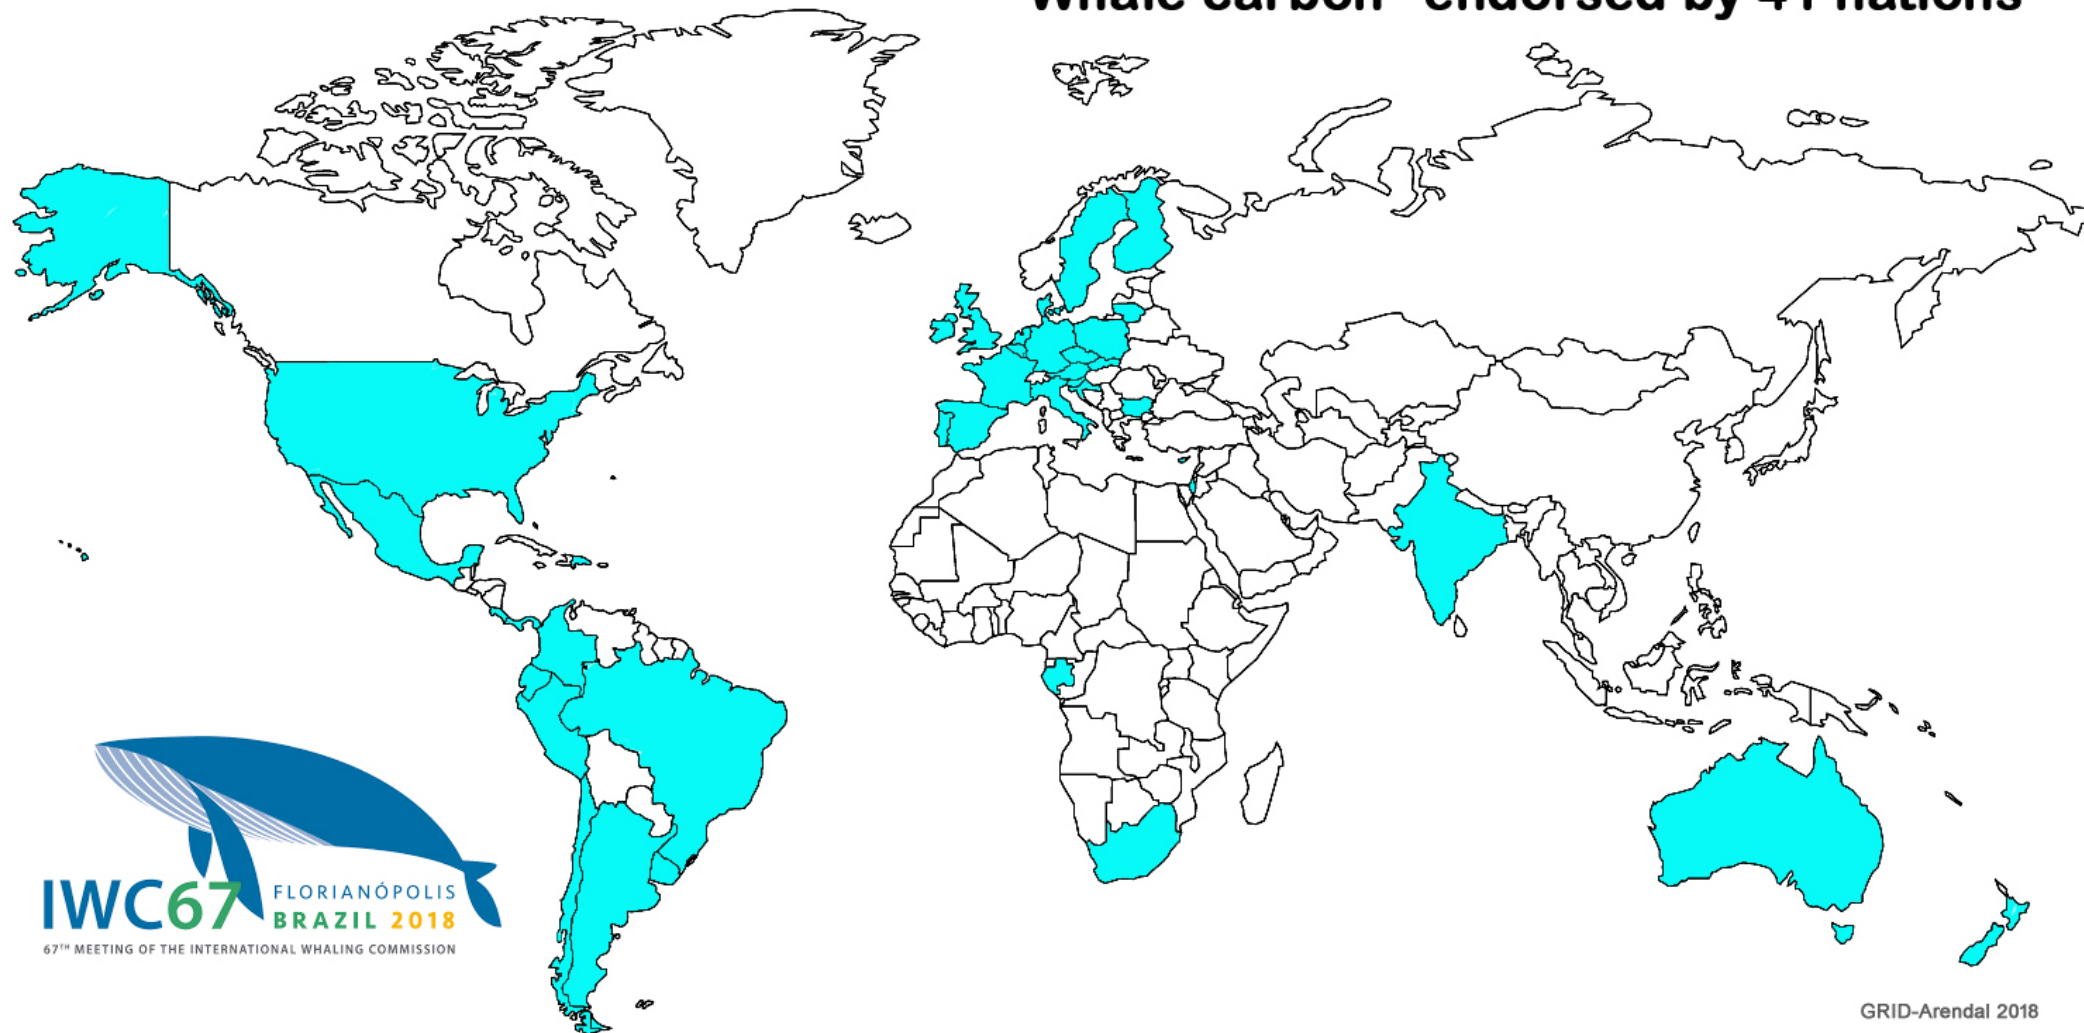 Whale carbon endorsed by 41 nations
IWC67
FLORIANÓPOLIS
BRAZIL 2018
67TH MEETING OF THE INTERNATIONAL WHALING COMMISSION
GRID-Arendal 2018